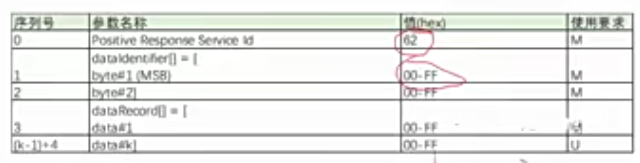 序列号 参数名称 值(hex) 使用要求
0 Positive Response Service Id 62 M
dataIdentifier[] = [
1 byte#1 (MSB) 00-FF M
2 byte#2] 00-FF M
dataRecord[] = [
3 data#1 00-FF U
(k-1)+4 data#k] 00-FF U